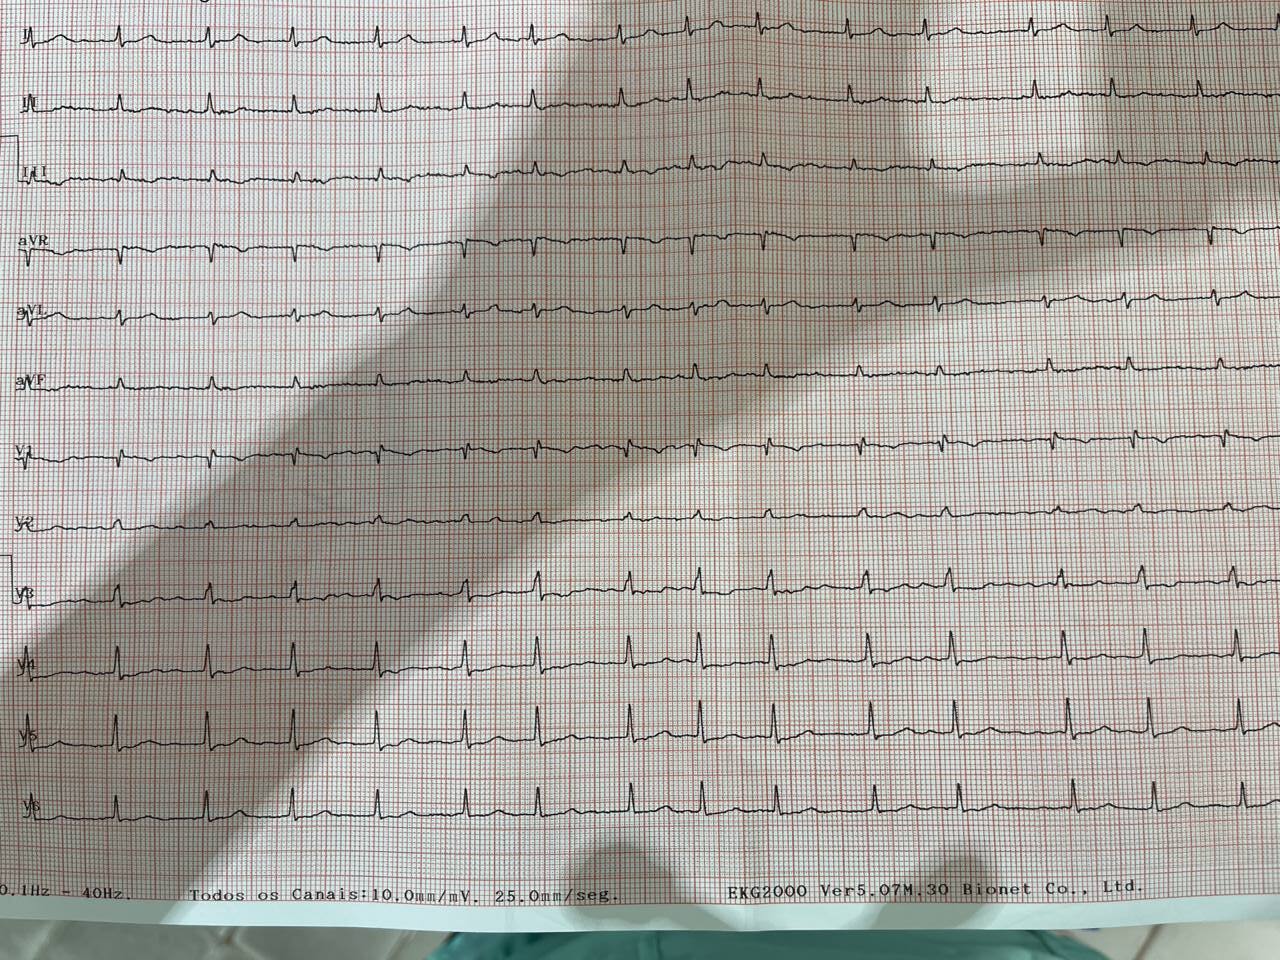 I
II
III
aVR
aVL
aVF
V1
V2
V3
V4
V5
V6
0.1Hz - 40Hz. Todos os Canais:10.0mm/mV. 25.0mm/seg. EKG2000 Ver5.07M.30 Bionet Co., Ltd.